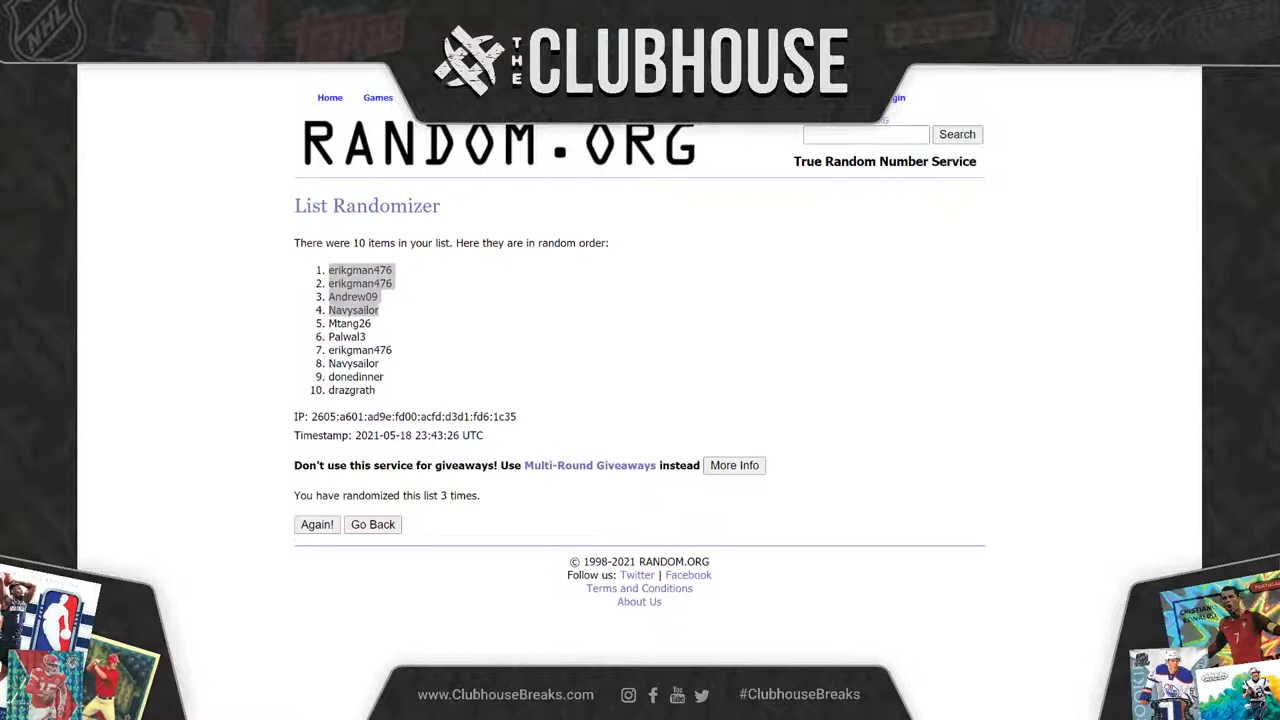 THE CLUBHOUSE
Home Games
RANDOM.ORG
Search
True Random Number Service
List Randomizer
There were 10 items in your list. Here they are in random order:
1. erikgman476
2. erikgman476
3. Andrew09
4. Navysailor
5. Mtang26
6. Palwal3
7. erikgman476
8. Navysailor
9. donedinner
10. drazgrath
IP: 2605:a601:ad9e:fd00:acfd:d3d1:fd6:1c35
Timestamp: 2021-05-18 23:43:26 UTC
Don't use this service for giveaways! Use Multi-Round Giveaways instead More Info
You have randomized this list 3 times.
Again! Go Back
© 1998-2021 RANDOM.ORG
Follow us: Twitter | Facebook
Terms and Conditions
About Us
www.ClubhouseBreaks.com #ClubhouseBreaks
CRISTIANO RONALDO
7